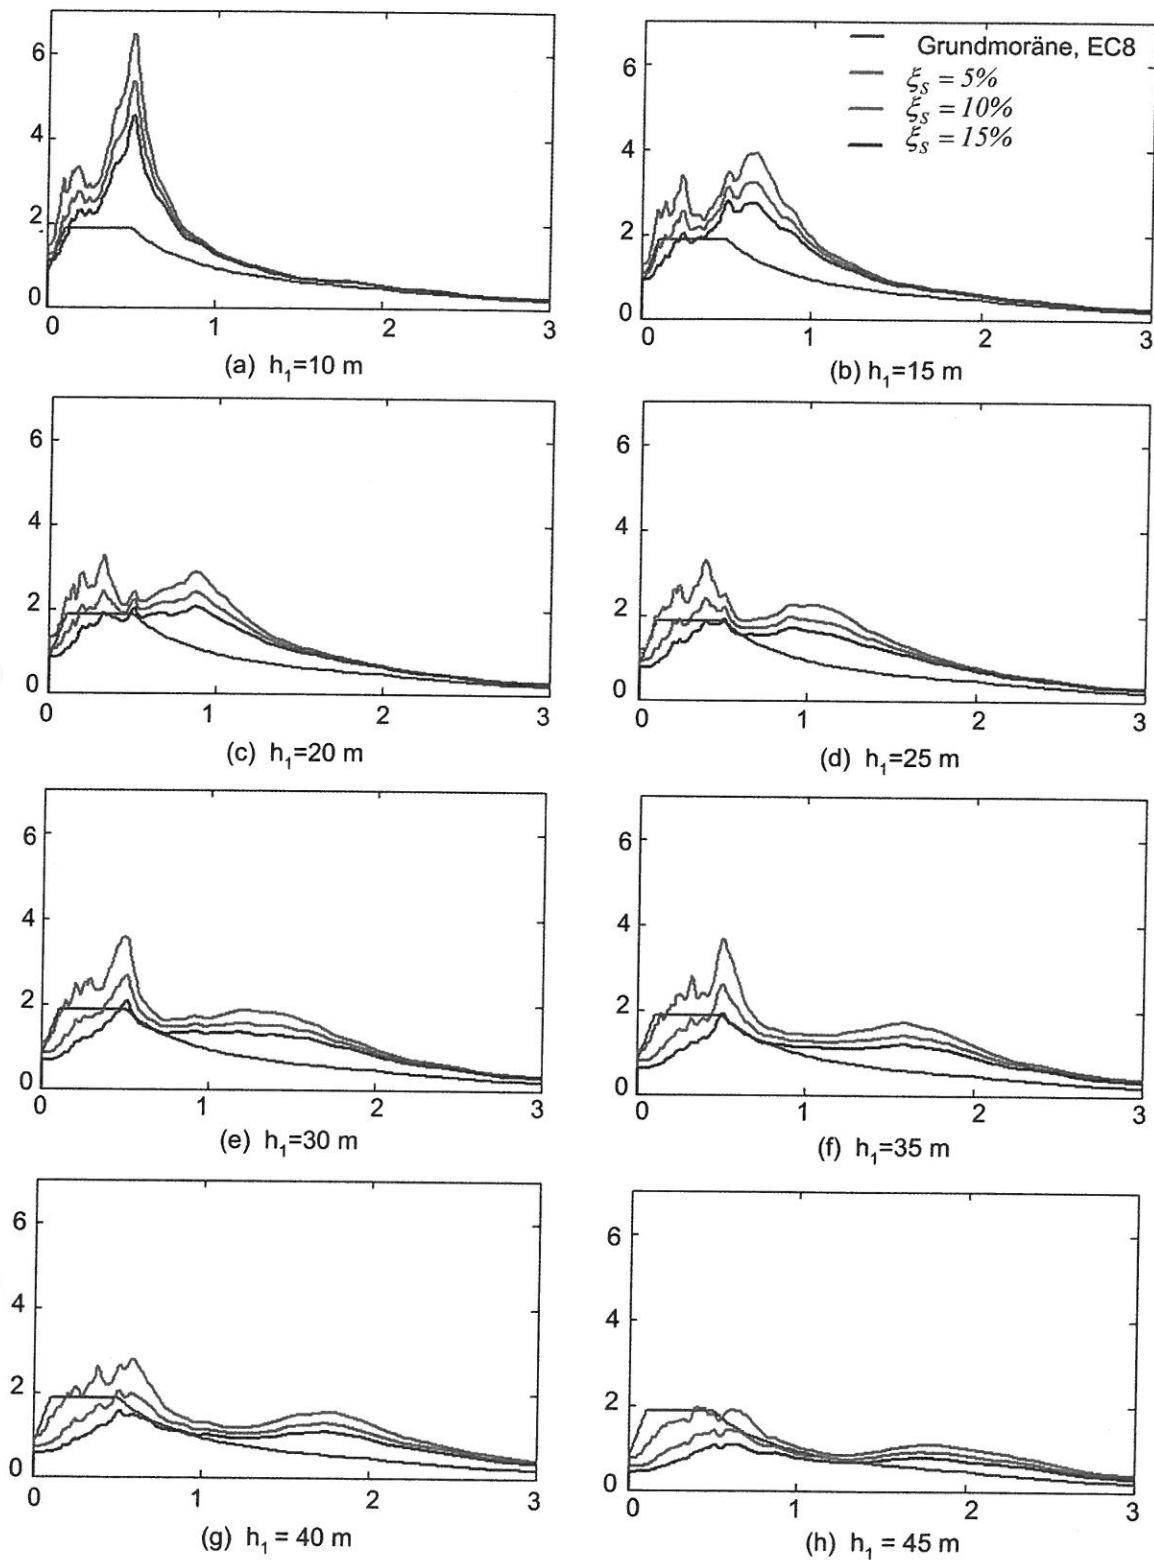 6
4
2
0
0 1 2 3
(a) h₁=10 m
Grundmoräne, EC8
ξₛ = 5%
ξₛ = 10%
ξₛ = 15%
6
4
2
0
0 1 2 3
(b) h₁=15 m
6
4
2
0
0 1 2 3
(c) h₁=20 m
6
4
2
0
0 1 2 3
(d) h₁=25 m
6
4
2
0
0 1 2 3
(e) h₁=30 m
6
4
2
0
0 1 2 3
(f) h₁=35 m
6
4
2
0
0 1 2 3
(g) h₁ = 40 m
6
4
2
0
0 1 2 3
(h) h₁ = 45 m